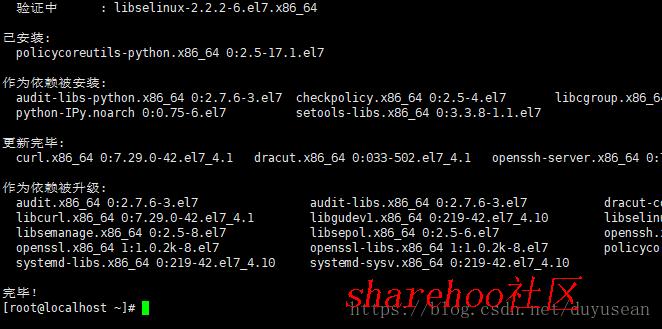 验证中 : libselinux-2.2.2-6.el7.x86_64
已安装:
policycoreutils-python.x86_64 0:2.5-17.1.el7
作为依赖被安装:
audit-libs-python.x86_64 0:2.7.6-3.el7 checkpolicy.x86_64 0:2.5-4.el7 libcgroup.x86_64
python-IPy.noarch 0:0.75-6.el7 setools-libs.x86_64 0:3.3.8-1.1.el7
更新完毕:
curl.x86_64 0:7.29.0-42.el7_4.1 dracut.x86_64 0:033-502.el7_4.1 openssh-server.x86_64 0:7
作为依赖被升级:
audit.x86_64 0:2.7.6-3.el7 audit-libs.x86_64 0:2.7.6-3.el7 dracut-co
libcurl.x86_64 0:7.29.0-42.el7_4.1 libgudev1.x86_64 0:219-42.el7_4.10 libselinu
libsemanage.x86_64 0:2.5-8.el7 libsepol.x86_64 0:2.5-6.el7 openssh.x
openssl.x86_64 1:1.0.2k-8.el7 openssl-libs.x86_64 1:1.0.2k-8.el7 policyco
systemd-libs.x86_64 0:219-42.el7_4.10 systemd-sysv.x86_64 0:219-42.el7_4.10
完毕!
[root@localhost ~]#
sharehoo社区
https://blog.csdn.net/duyusean